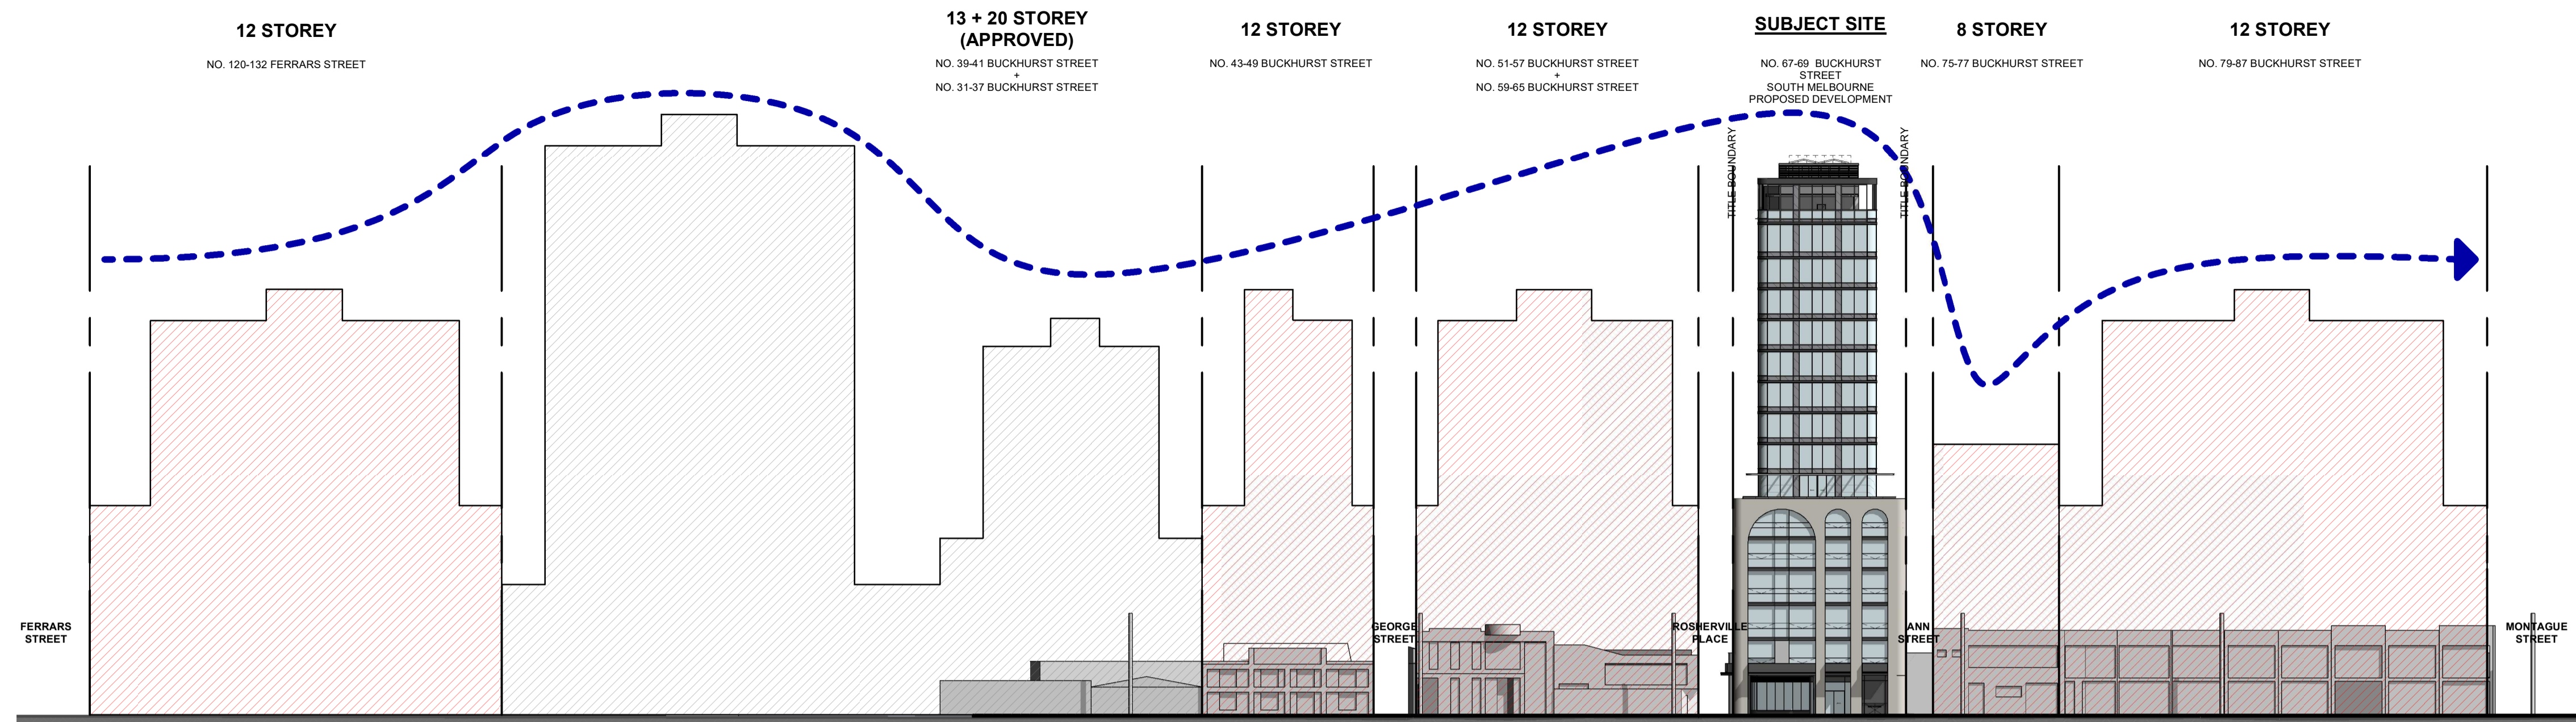 12 STOREY
NO. 120-132 FERRARS STREET
13 + 20 STOREY
(APPROVED)
NO. 39-41 BUCKHURST STREET
+
NO. 31-37 BUCKHURST STREET
12 STOREY
NO. 43-49 BUCKHURST STREET
12 STOREY
NO. 51-57 BUCKHURST STREET
+
NO. 59-65 BUCKHURST STREET
SUBJECT SITE
NO. 67-69 BUCKHURST
STREET
SOUTH MELBOURNE
PROPOSED DEVELOPMENT
8 STOREY
NO. 75-77 BUCKHURST STREET
12 STOREY
NO. 79-87 BUCKHURST STREET
TITLE BOUNDARY
TITLE BOUNDARY
FERRARS
STREET
GEORGE
STREET
ROSHERVILLE
PLACE
ANN
STREET
MONTAGUE
STREET